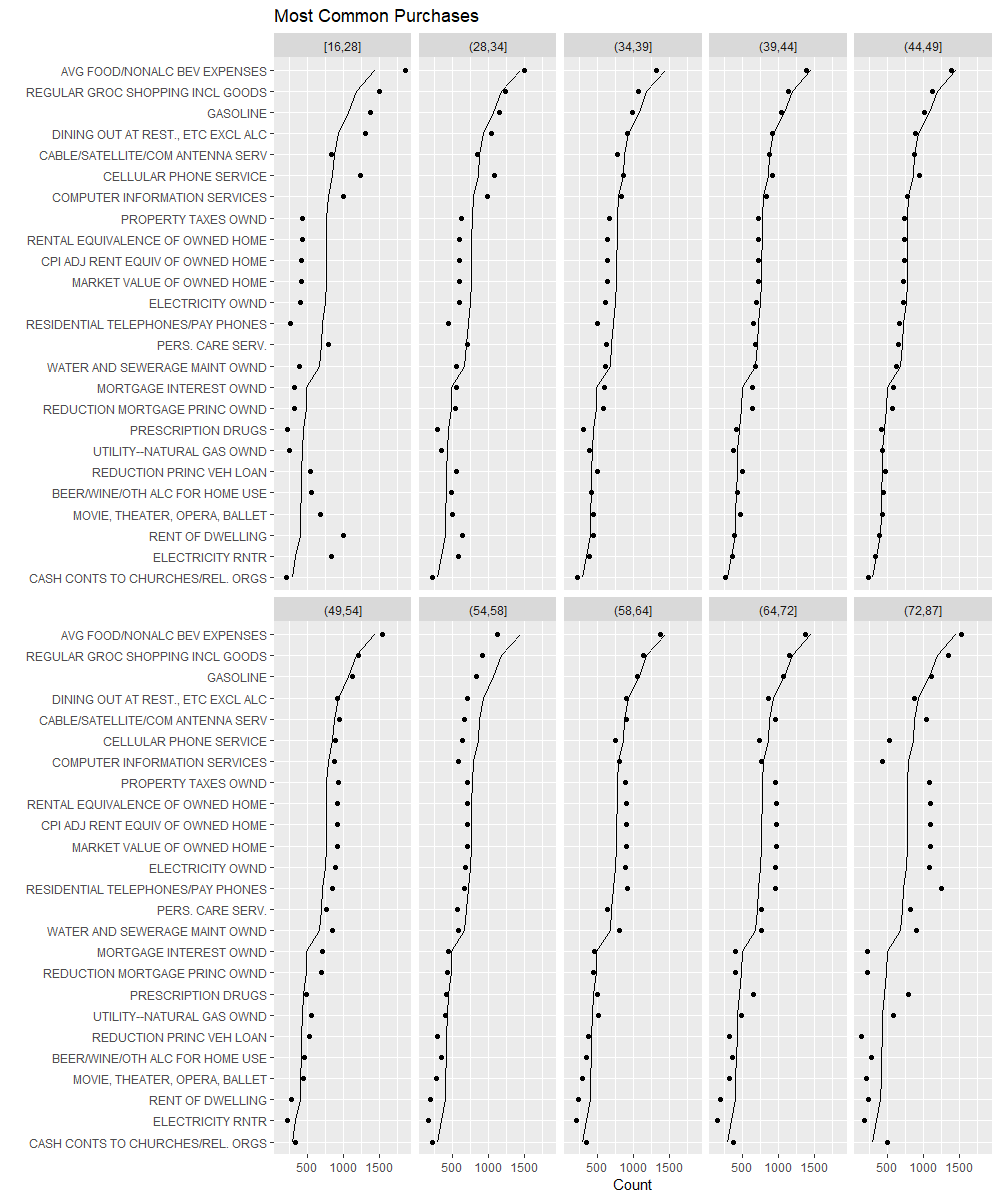 Most Common Purchases
[16,28] (28,34] (34,39] (39,44] (44,49]
AVG FOOD/NONALC BEV EXPENSES
REGULAR GROC SHOPPING INCL GOODS
GASOLINE
DINING OUT AT REST., ETC EXCL ALC
CABLE/SATELLITE/COM ANTENNA SERV
CELLULAR PHONE SERVICE
COMPUTER INFORMATION SERVICES
PROPERTY TAXES OWND
RENTAL EQUIVALENCE OF OWNED HOME
CPI ADJ RENT EQUIV OF OWNED HOME
MARKET VALUE OF OWNED HOME
ELECTRICITY OWND
RESIDENTIAL TELEPHONES/PAY PHONES
PERS. CARE SERV.
WATER AND SEWERAGE MAINT OWND
MORTGAGE INTEREST OWND
REDUCTION MORTGAGE PRINC OWND
PRESCRIPTION DRUGS
UTILITY--NATURAL GAS OWND
REDUCTION PRINC VEH LOAN
BEER/WINE/OTH ALC FOR HOME USE
MOVIE, THEATER, OPERA, BALLET
RENT OF DWELLING
ELECTRICITY RNTR
CASH CONTS TO CHURCHES/REL. ORGS
(49,54] (54,58] (58,64] (64,72] (72,87]
AVG FOOD/NONALC BEV EXPENSES
REGULAR GROC SHOPPING INCL GOODS
GASOLINE
DINING OUT AT REST., ETC EXCL ALC
CABLE/SATELLITE/COM ANTENNA SERV
CELLULAR PHONE SERVICE
COMPUTER INFORMATION SERVICES
PROPERTY TAXES OWND
RENTAL EQUIVALENCE OF OWNED HOME
CPI ADJ RENT EQUIV OF OWNED HOME
MARKET VALUE OF OWNED HOME
ELECTRICITY OWND
RESIDENTIAL TELEPHONES/PAY PHONES
PERS. CARE SERV.
WATER AND SEWERAGE MAINT OWND
MORTGAGE INTEREST OWND
REDUCTION MORTGAGE PRINC OWND
PRESCRIPTION DRUGS
UTILITY--NATURAL GAS OWND
REDUCTION PRINC VEH LOAN
BEER/WINE/OTH ALC FOR HOME USE
MOVIE, THEATER, OPERA, BALLET
RENT OF DWELLING
ELECTRICITY RNTR
CASH CONTS TO CHURCHES/REL. ORGS
500 1000 1500 500 1000 1500 500 1000 1500 500 1000 1500 500 1000 1500
Count